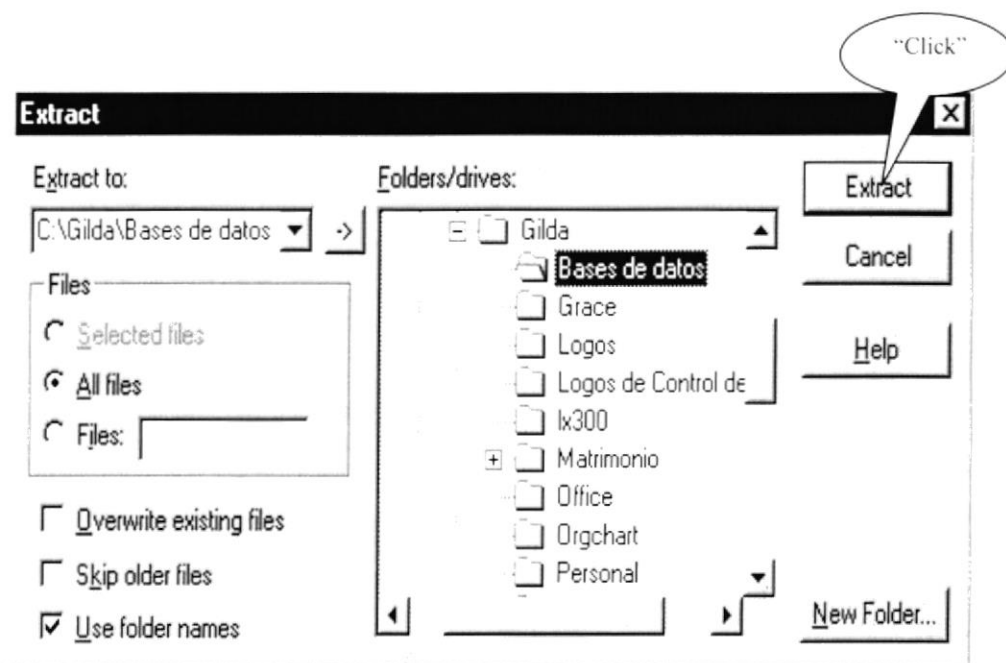 “Click”
Extract
Extract to:
C:\Gilda\Bases de datos
->
Files
Selected files
All files
Files:
Overwrite existing files
Skip older files
Use folder names
Folders/drives:
Gilda
Bases de datos
Grace
Logos
Logos de Control de
lx300
Matrimonio
Office
Orgchart
Personal
Extract
Cancel
Help
New Folder...